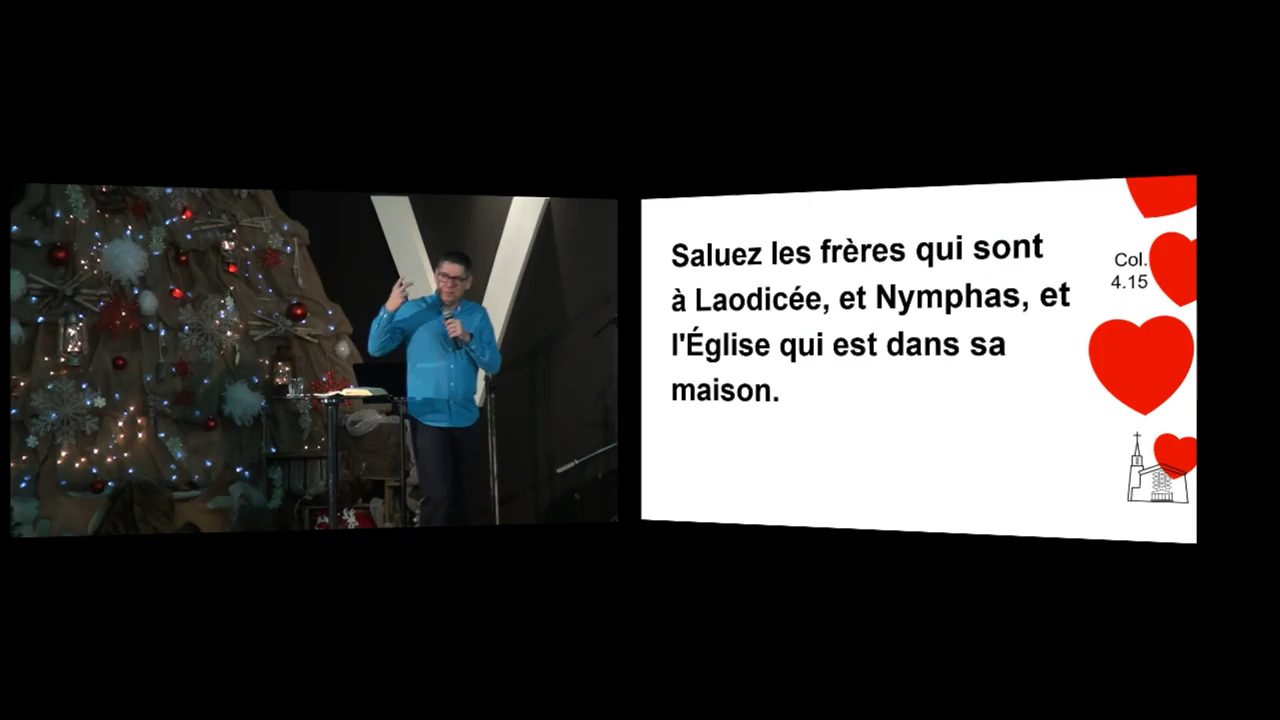 Saluez les frères qui sont
à Laodicée, et Nymphas, et
l'Église qui est dans sa
maison.
Col.
4.15